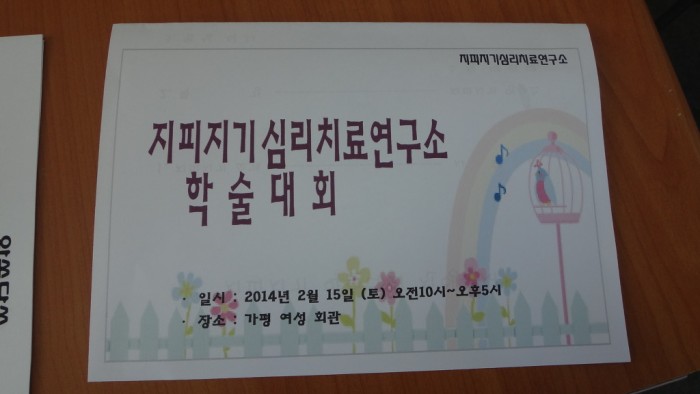 지피지기심리치료연구소
지피지기심리치료연구소
학술대회
· 일시 : 2014년 2월 15일 (토) 오전10시~오후5시
· 장소 : 가평 여성 회관